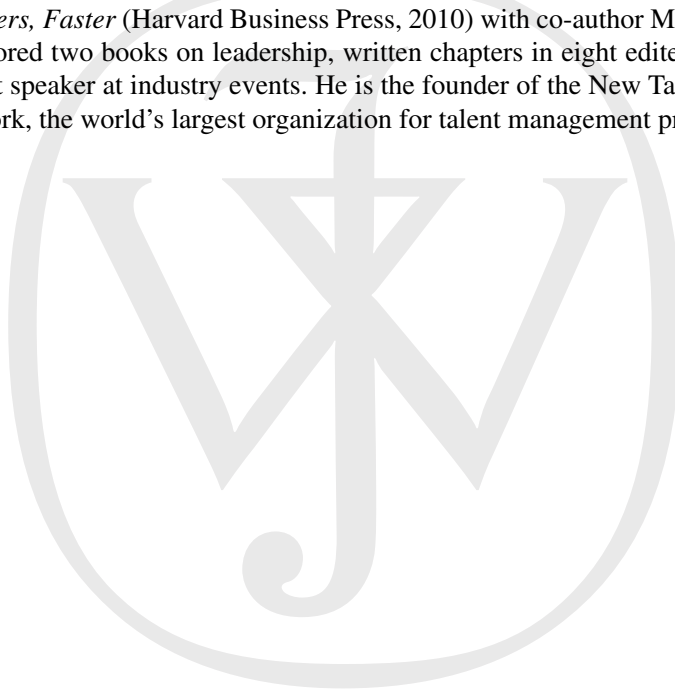 ers, Faster (Harvard Business Press, 2010) with co-author M
ored two books on leadership, written chapters in eight edite
t speaker at industry events. He is the founder of the New Ta
ork, the world’s largest organization for talent management pr